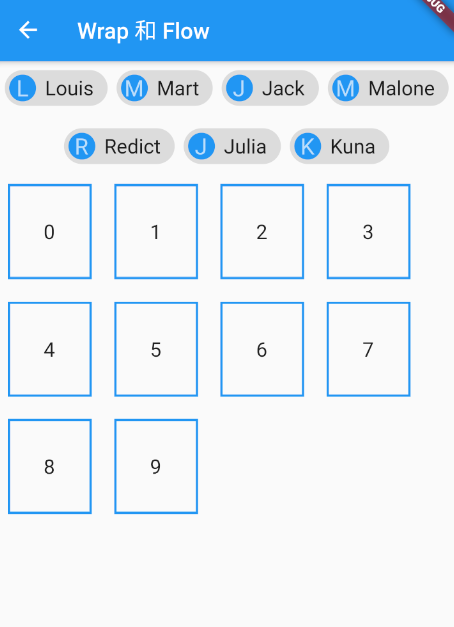 Wrap 和 Flow
L Louis M Mart J Jack M Malone
R Redict J Julia K Kuna
0 1 2 3
4 5 6 7
8 9